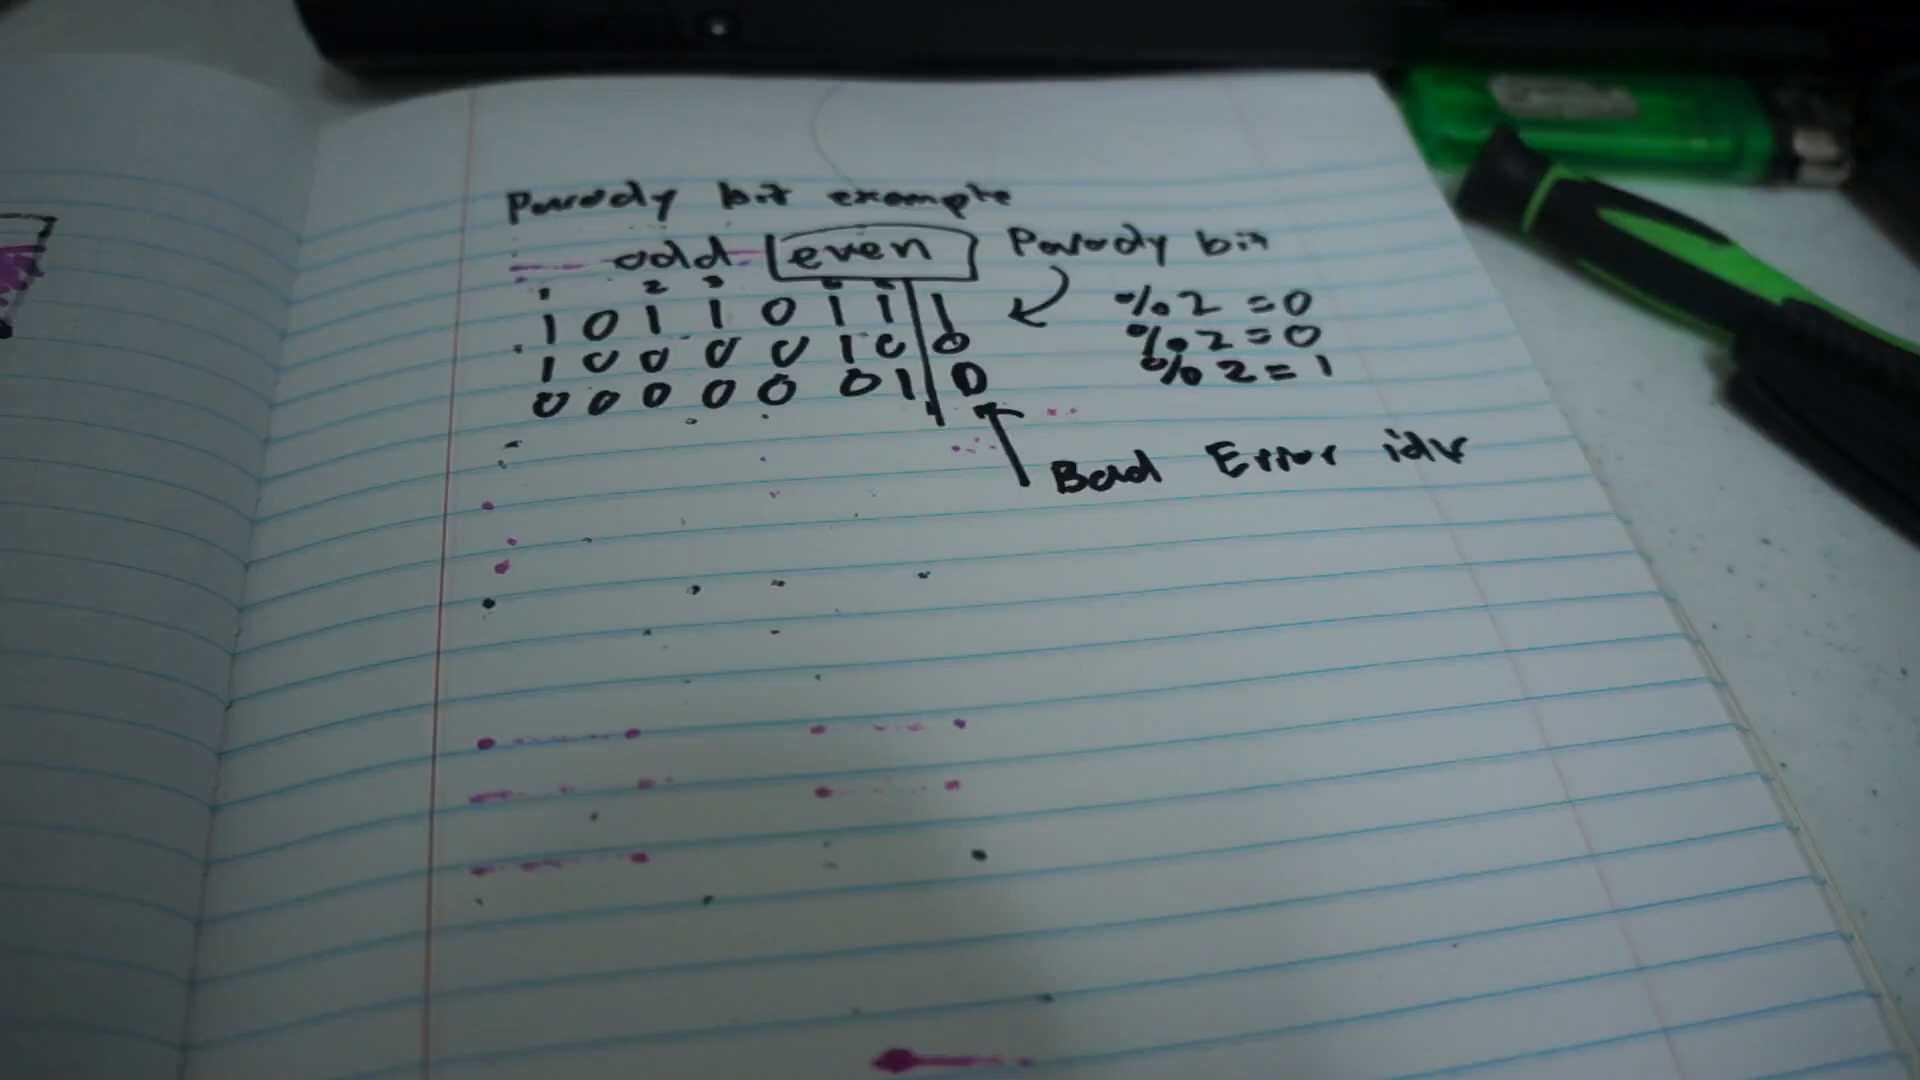 Parody bit example
odd even Parody bit
1 2 3
1 0 1 1 0 1 1 1 % 2 = 0
1 0 0 0 0 1 0 0 % 2 = 0
0 0 0 0 0 0 1 0 % 2 = 1
Bad Error